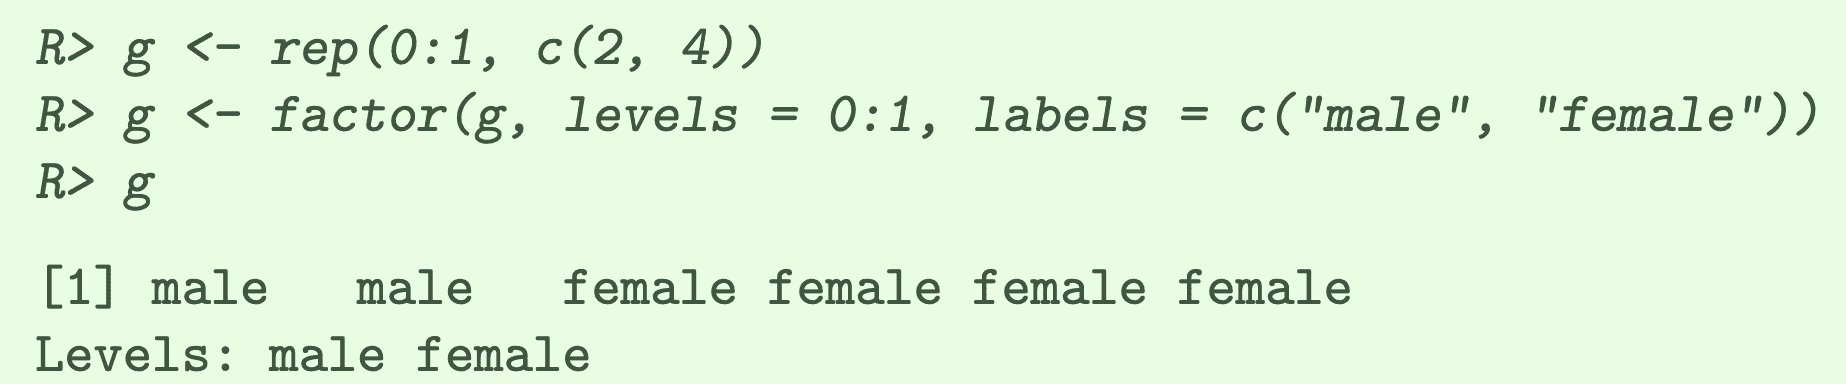 R> g <- rep(0:1, c(2, 4))
R> g <- factor(g, levels = 0:1, labels = c("male", "female"))
R> g
[1] male   male   female female female female
Levels: male female